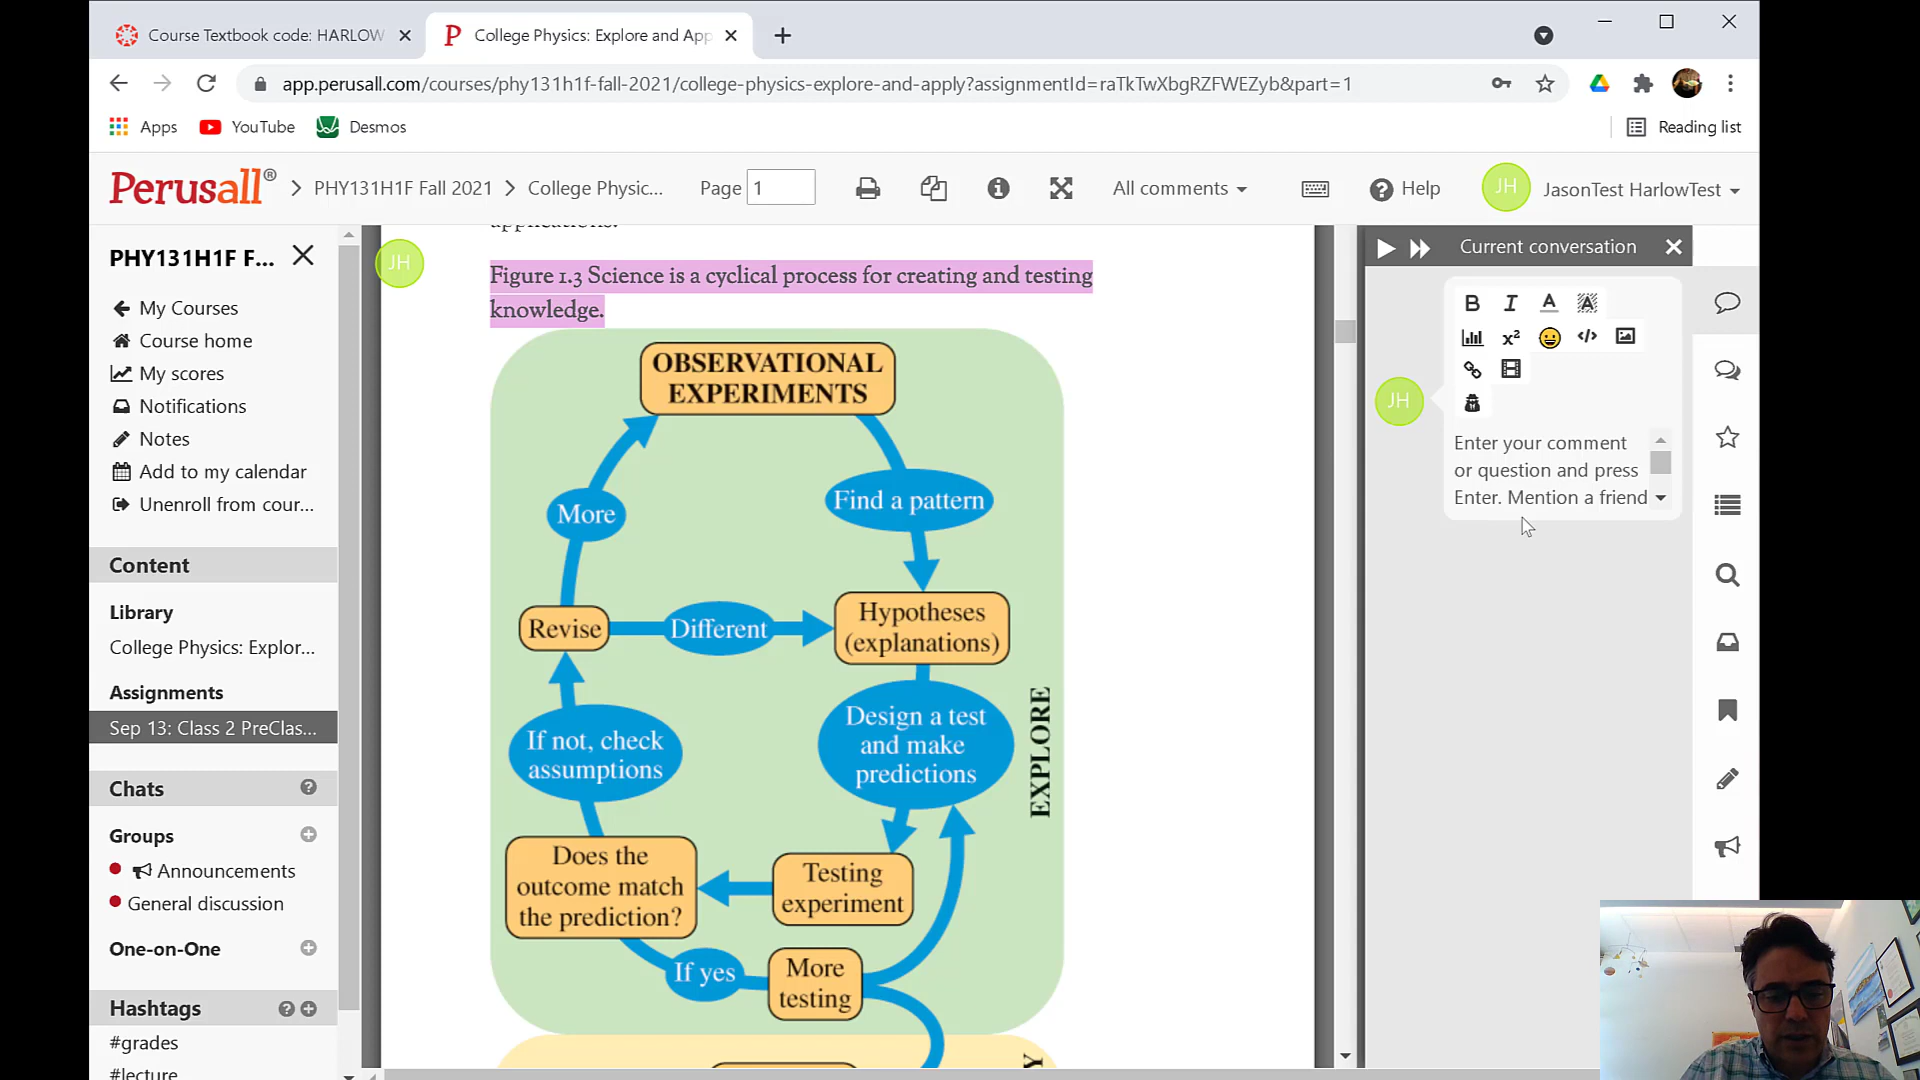 Course Textbook code: HARLOW
College Physics: Explore and App
app.perusall.com/courses/phy131h1f-fall-2021/college-physics-explore-and-apply?assignmentId=raTkTwXbgRZFWEZyb&part=1
Apps
YouTube
Desmos
Reading list
Perusall®
PHY131H1F Fall 2021
College Physic...
Page 1
All comments
Help
JH
JasonTest HarlowTest
PHY131H1F F...
My Courses
Course home
My scores
Notifications
Notes
Add to my calendar
Unenroll from cour...
Content
Library
College Physics: Explor...
Assignments
Sep 13: Class 2 PreClas...
Chats
Groups
Announcements
General discussion
One-on-One
Hashtags
#grades
#lecture
applications.
JH
Figure 1.3 Science is a cyclical process for creating and testing
knowledge.
OBSERVATIONAL
EXPERIMENTS
More
Find a pattern
Revise
Different
Hypotheses
(explanations)
If not, check
assumptions
Design a test
and make
predictions
EXPLORE
Does the
outcome match
the prediction?
Testing
experiment
If yes
More
testing
Y
Current conversation
JH
Enter your comment
or question and press
Enter. Mention a friend